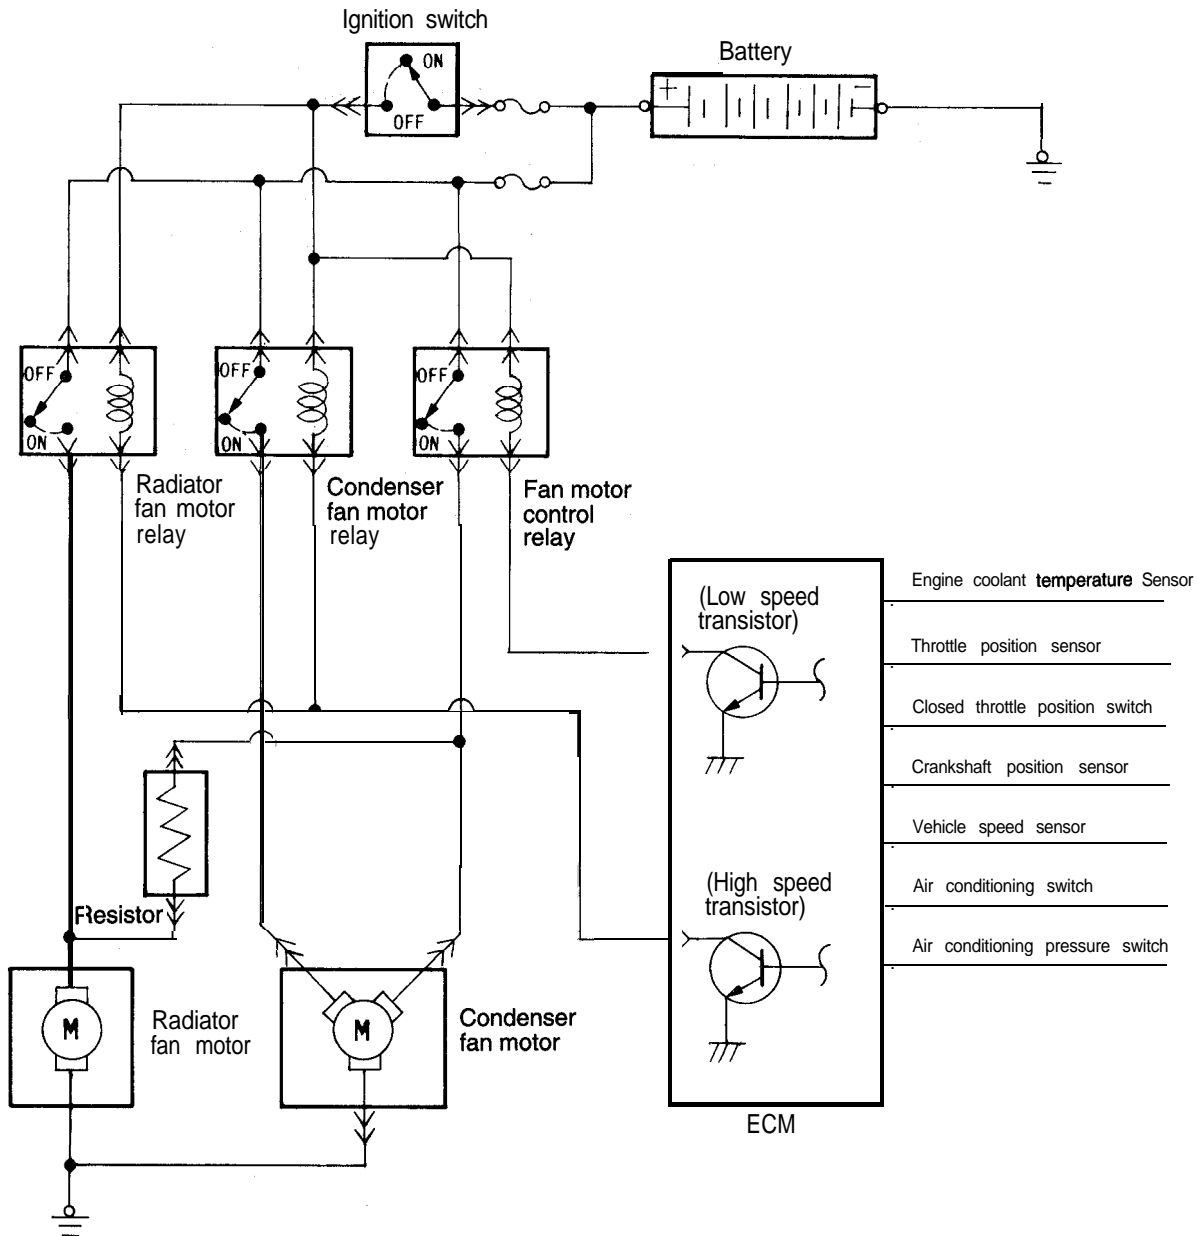 Ignition switch
Battery
ON
OFF
+
−
OFF
ON
OFF
ON
OFF
ON
Radiator
fan motor
relay
Condenser
fan motor
relay
Fan motor
control
relay
(Low speed
transistor)
Engine coolant temperature Sensor
Throttle position sensor
Closed throttle position switch
Crankshaft position sensor
Vehicle speed sensor
Air conditioning switch
Air conditioning pressure switch
(High speed
transistor)
Resistor
M
Radiator
fan motor
M
Condenser
fan motor
ECM